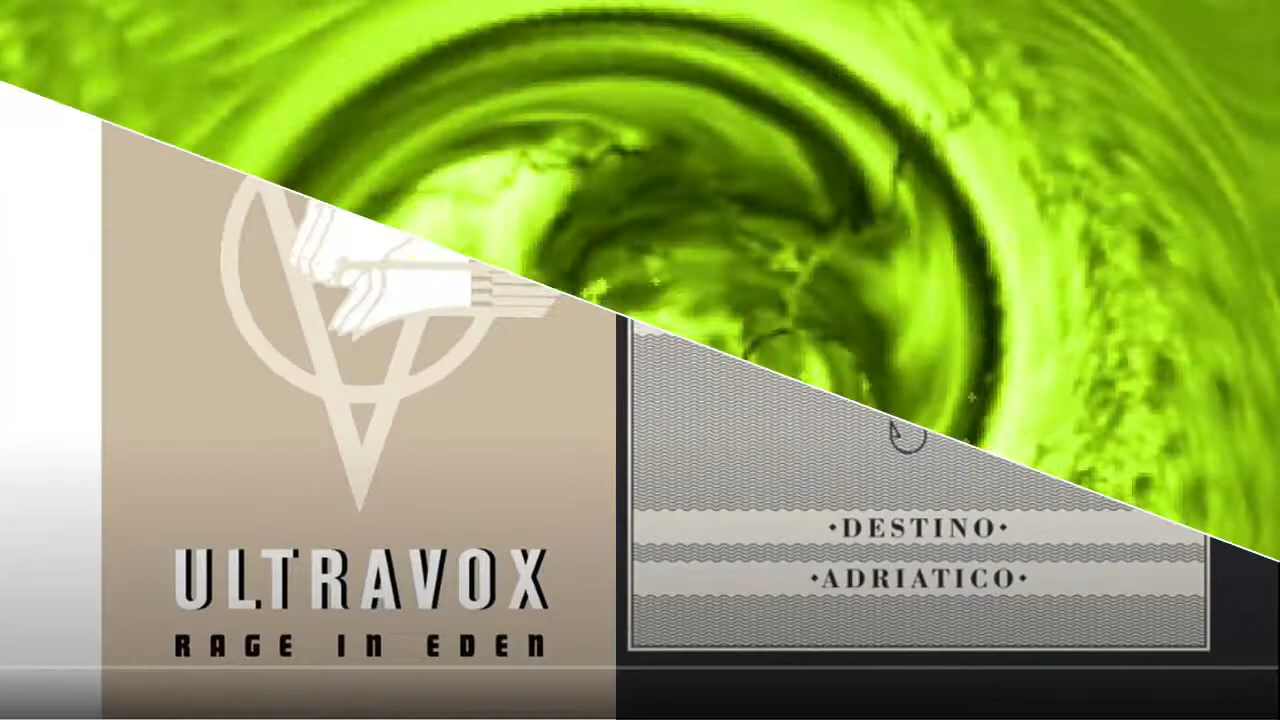 ULTRAVOX
RAGE IN EDEN
•DESTINO•
•ADRIATICO•